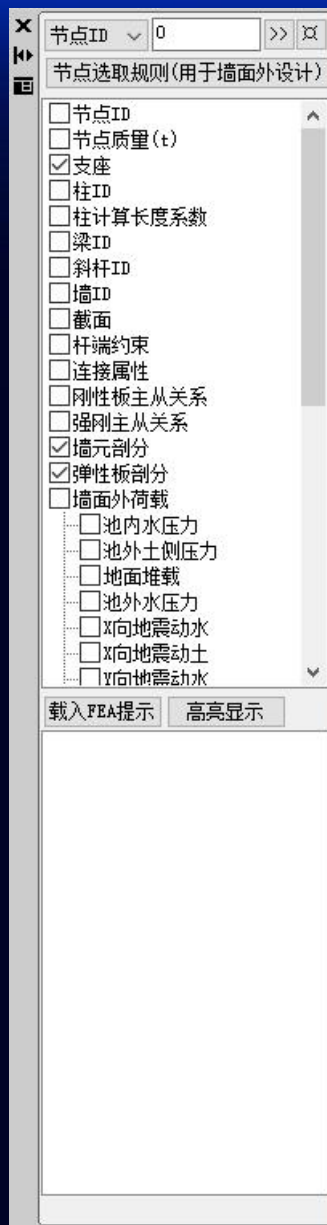 节点ID 0 >>
节点选取规则(用于墙面外设计)
节点ID
节点质量(t)
支座
柱ID
柱计算长度系数
梁ID
斜杆ID
墙ID
截面
杆端约束
连接属性
刚性板主从关系
强刚主从关系
墙元剖分
弹性板剖分
墙面外荷载
池内水压力
池外土侧压力
地面堆载
池外水压力
X向地震动水
X向地震动土
Y向地震动水
载入FEA提示 高亮显示